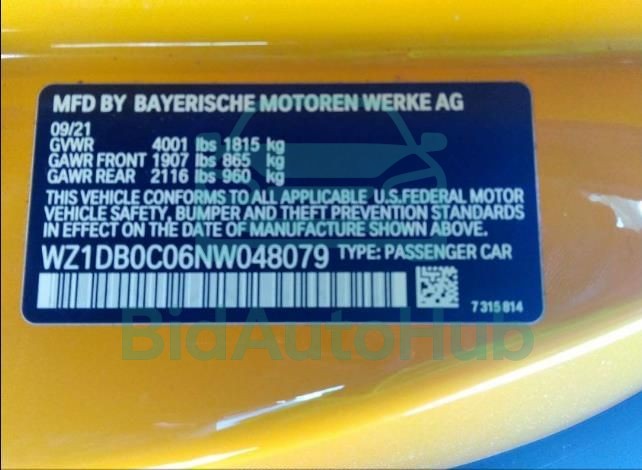 MFD BY BAYERISCHE MOTOREN WERKE AG
09/21
GVWR 4001 lbs 1815 kg
GAWR FRONT 1907 lbs 865 kg
GAWR REAR 2116 lbs 960 kg
THIS VEHICLE CONFORMS TO ALL APPLICABLE U.S.FEDERAL MOTOR
VEHICLE SAFETY, BUMPER AND THEFT PREVENTION STANDARDS
IN EFFECT ON THE DATE OF MANUFACTURE SHOWN ABOVE.
WZ1DB0C06NW048079 TYPE: PASSENGER CAR
7 315 814
BidAutoHub